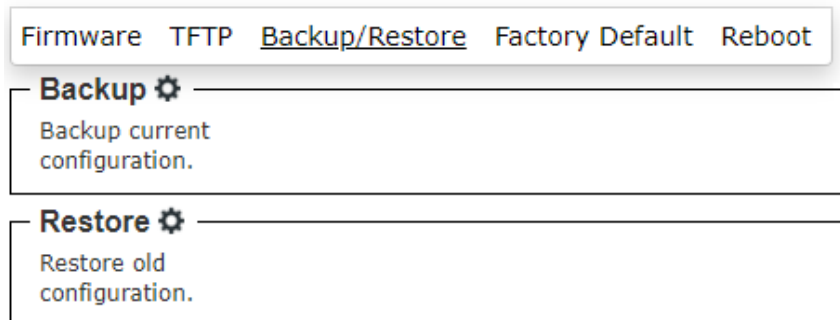 Firmware TFTP Backup/Restore Factory Default Reboot
Backup
Backup current
configuration.
Restore
Restore old
configuration.